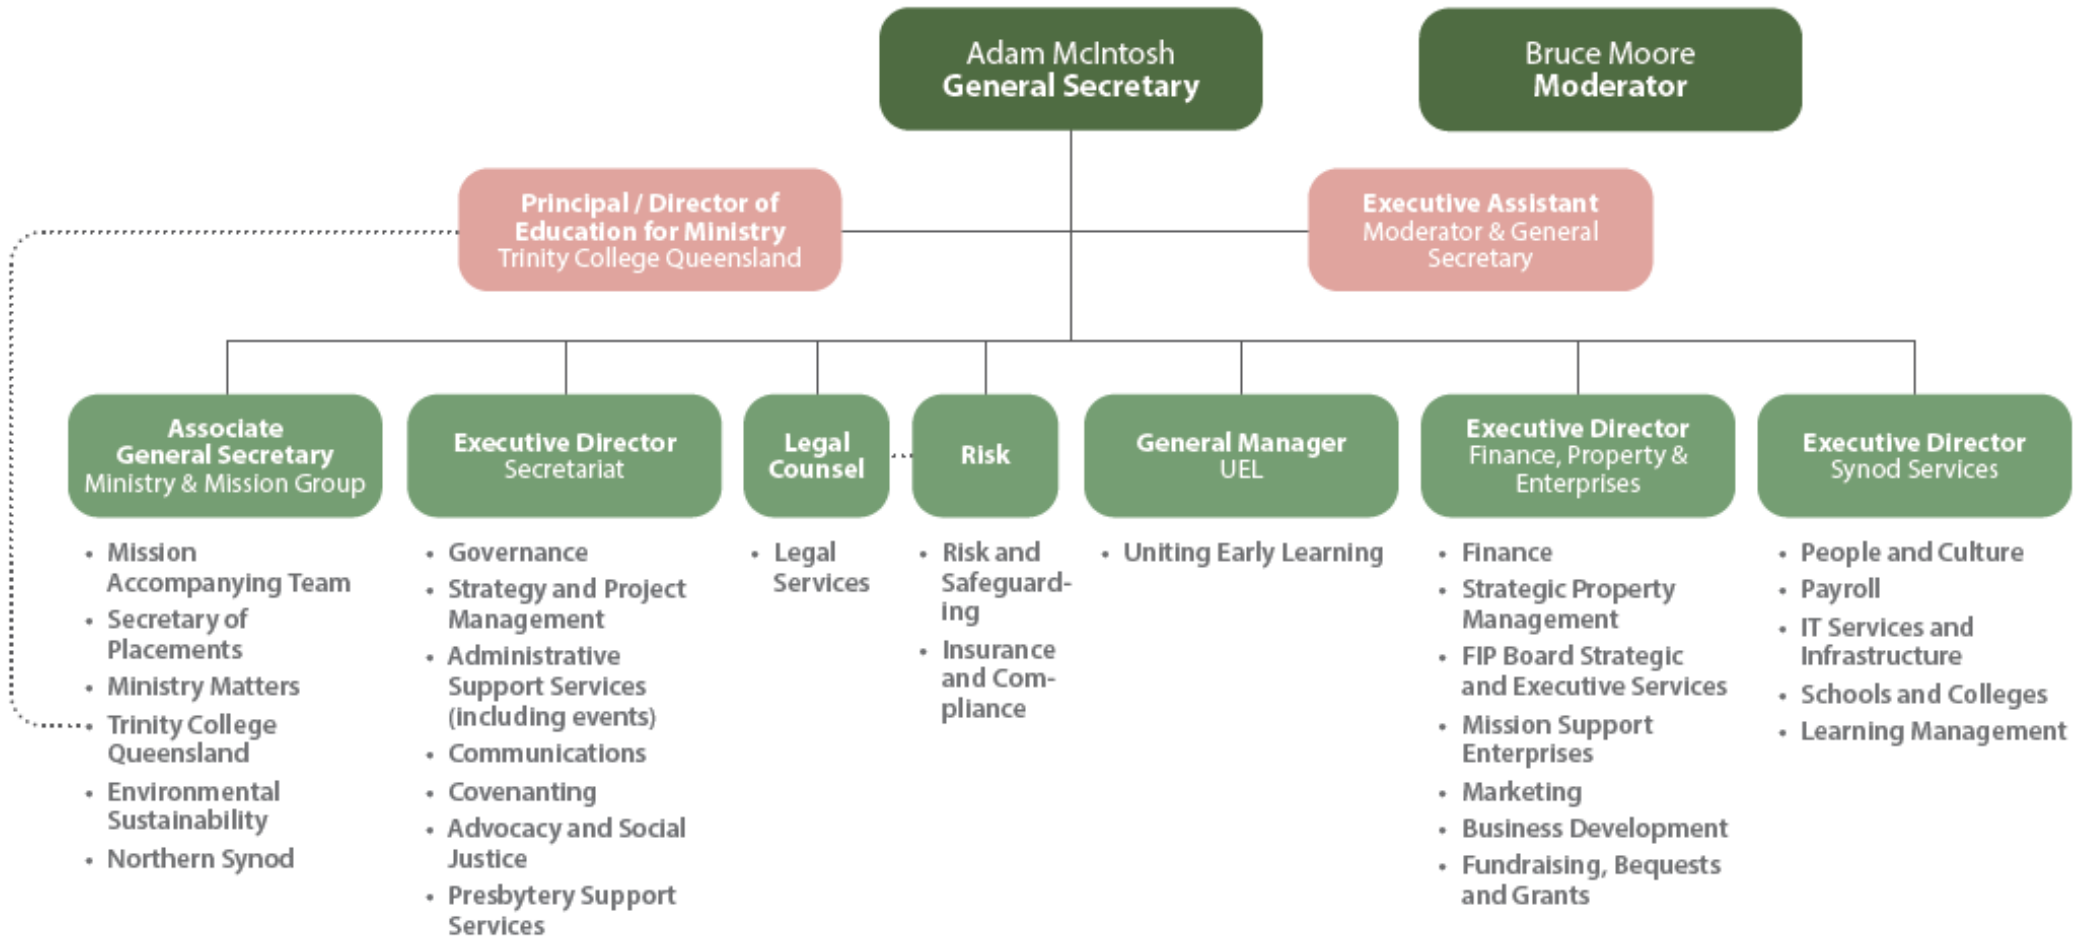 Adam McIntosh
General Secretary
Bruce Moore
Moderator
Principal / Director of
Education for Ministry
Trinity College Queensland
Executive Assistant
Moderator & General
Secretary
Associate
General Secretary
Ministry & Mission Group
Executive Director
Secretariat
Legal
Counsel
Risk
General Manager
UEL
Executive Director
Finance, Property &
Enterprises
Executive Director
Synod Services
• Mission
Accompanying Team
• Secretary of
Placements
• Ministry Matters
• Trinity College
Queensland
• Environmental
Sustainability
• Northern Synod
• Governance
• Strategy and Project
Management
• Administrative
Support Services
(including events)
• Communications
• Covenanting
• Advocacy and Social
Justice
• Presbytery Support
Services
• Legal
Services
• Risk and
Safeguard-
ing
• Insurance
and Com-
pliance
• Uniting Early Learning
• Finance
• Strategic Property
Management
• FIP Board Strategic
and Executive Services
• Mission Support
Enterprises
• Marketing
• Business Development
• Fundraising, Bequests
and Grants
• People and Culture
• Payroll
• IT Services and
Infrastructure
• Schools and Colleges
• Learning Management